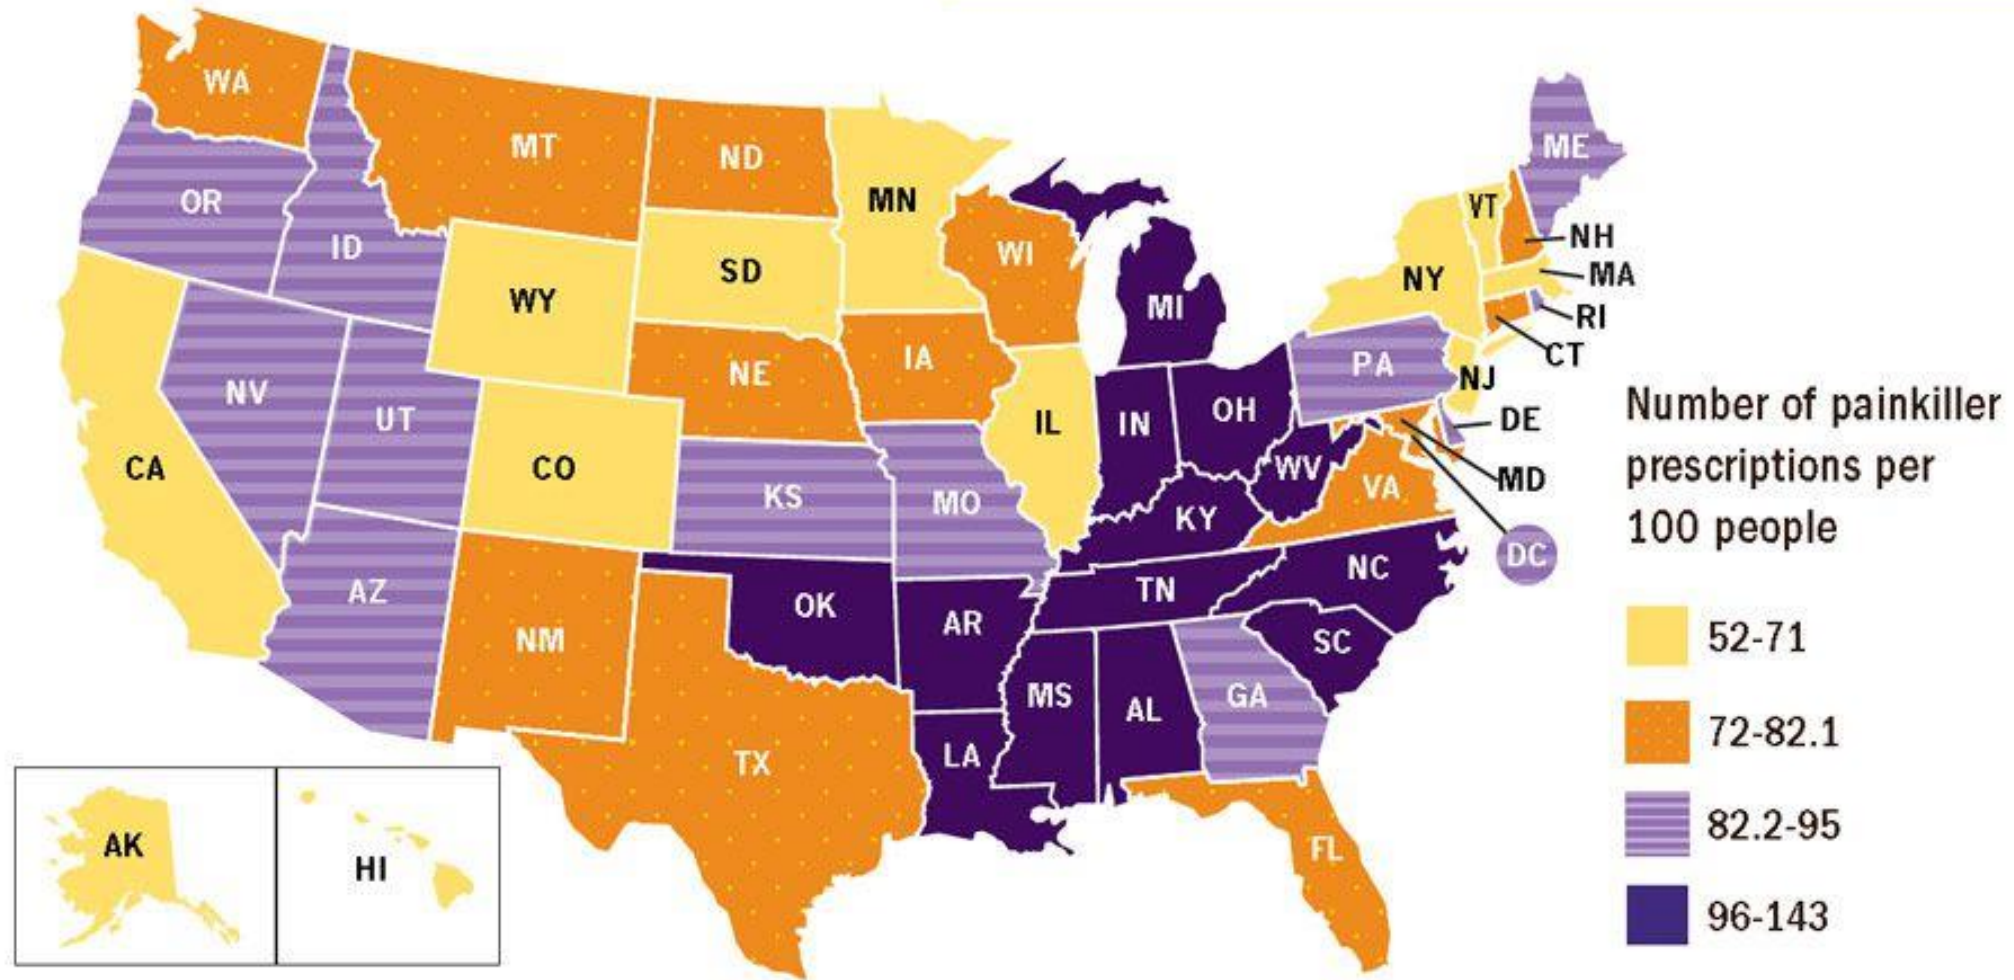 WA
MT
ND
MN
OR
ID
WY
SD
WI
MI
ME
VT
NH
NY
MA
RI
CT
NV
UT
CO
NE
IA
IL
IN
OH
PA
NJ
DE
MD
DC
CA
AZ
NM
KS
MO
KY
WV
VA
OK
AR
TN
NC
SC
TX
LA
MS
AL
GA
FL
AK
HI
Number of painkiller
prescriptions per
100 people
52-71
72-82.1
82.2-95
96-143